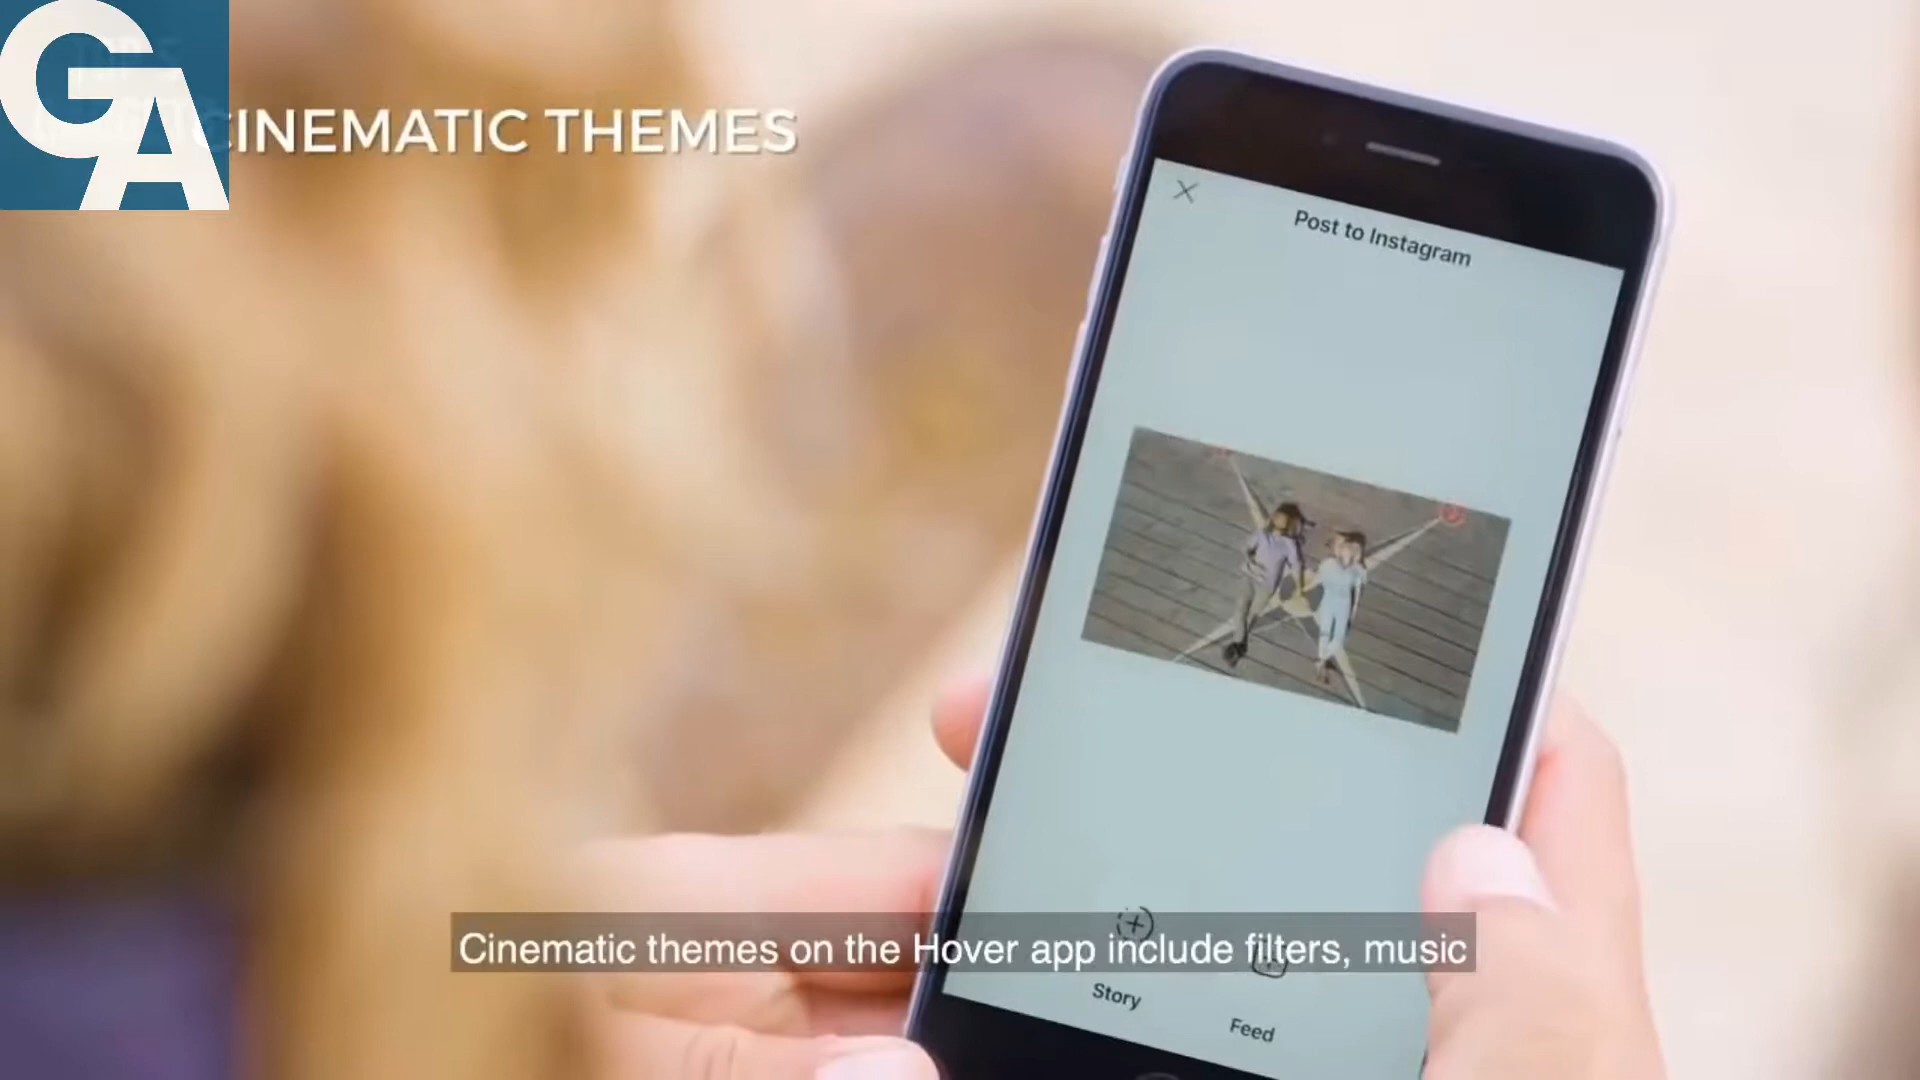 GA
CINEMATIC THEMES
Post to Instagram
Cinematic themes on the Hover app include filters, music
Story
Feed